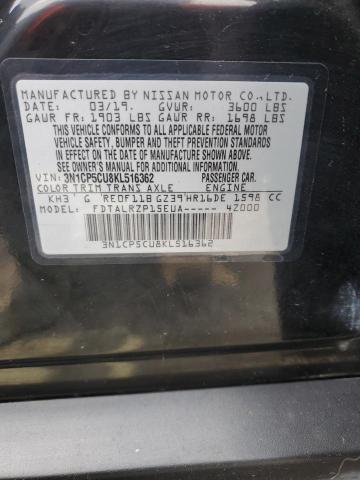 MANUFACTURED BY NISSAN MOTOR CO., LTD.
DATE: 03/19. GVWR: 3600 LBS
GAWR FR: 1903 LBS GAWR RR: 1698 LBS
THIS VEHICLE CONFORMS TO ALL APPLICABLE FEDERAL MOTOR
VEHICLE SAFETY, BUMPER, AND THEFT PREVENTION STANDARDS
IN EFFECT ON THE DATE OF MANUFACTURE SHOWN ABOVE.
SEE OWNER'S MANUAL FOR ADDITIONAL INFORMATION
VIN: 3N1CP5CU8KL516362 PASSENGER CAR.
COLOR TRIM TRANS AXLE ENGINE
KH3 G RE0F11B GZ39 HR16DE 1598 CC
MODEL: FDTALRZP15EUA----- 42000
3N1CP5CU8KL516362